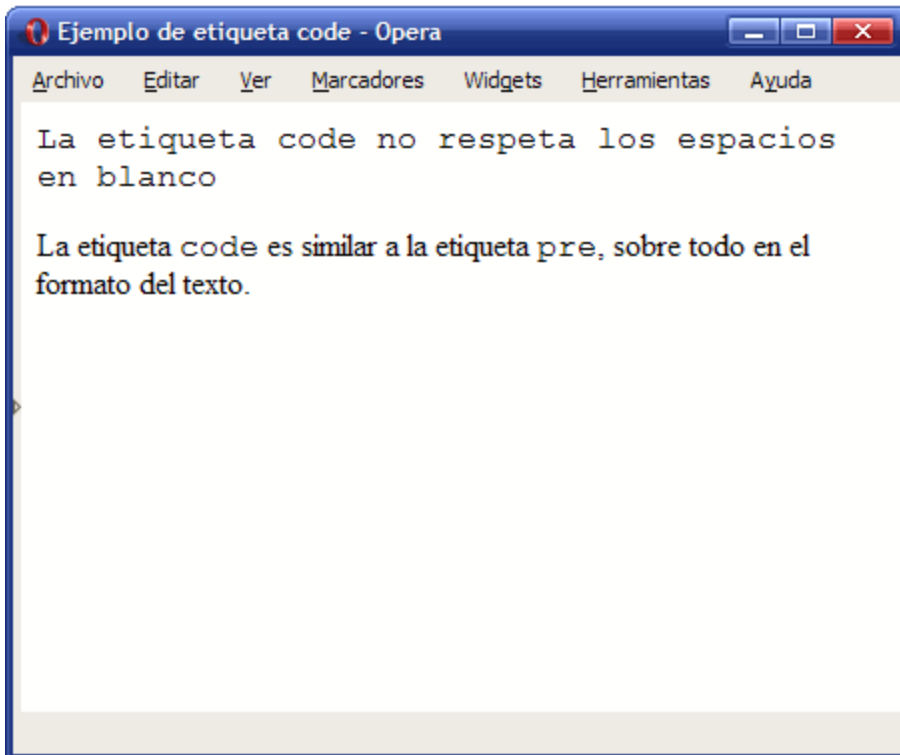 Ejemplo de etiqueta code - Opera
Archivo Editar Ver Marcadores Widgets Herramientas Ayuda
La etiqueta code no respeta los espacios
en blanco
La etiqueta code es similar a la etiqueta pre, sobre todo en el
formato del texto.